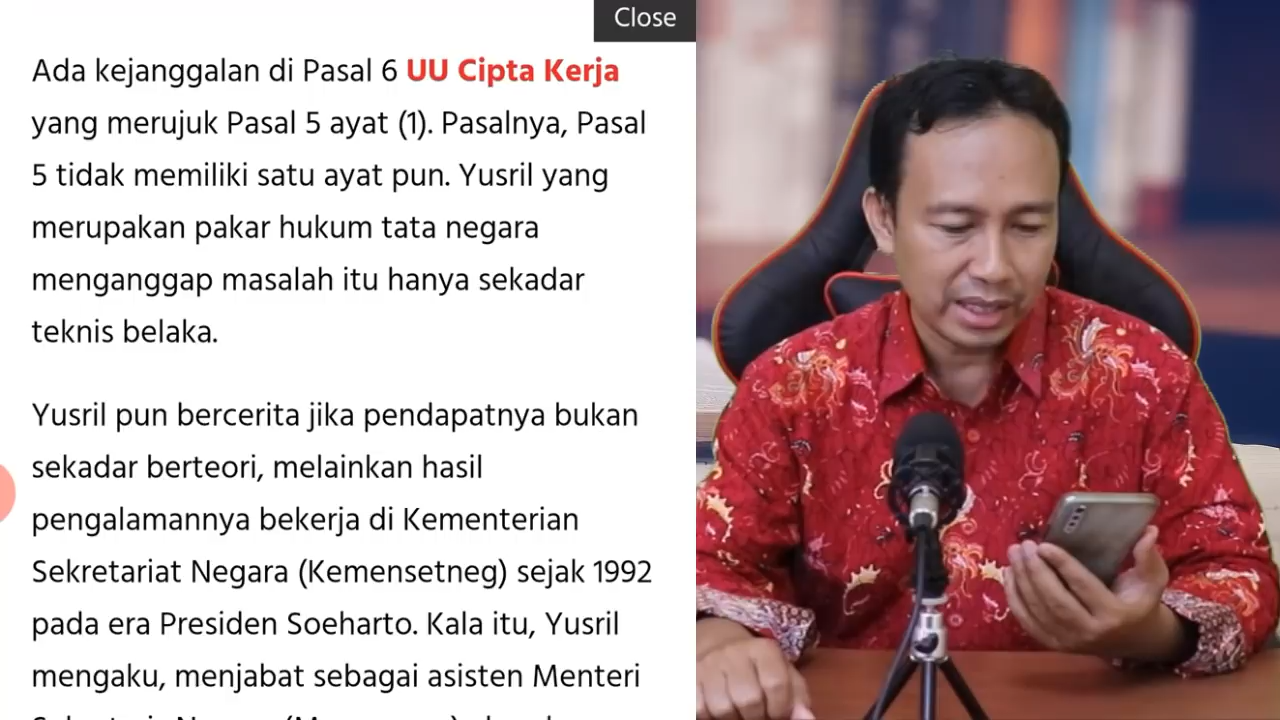 Close
Ada kejanggalan di Pasal 6 UU Cipta Kerja
yang merujuk Pasal 5 ayat (1). Pasalnya, Pasal
5 tidak memiliki satu ayat pun. Yusril yang
merupakan pakar hukum tata negara
menganggap masalah itu hanya sekadar
teknis belaka.
Yusril pun bercerita jika pendapatnya bukan
sekadar berteori, melainkan hasil
pengalamannya bekerja di Kementerian
Sekretariat Negara (Kemensetneg) sejak 1992
pada era Presiden Soeharto. Kala itu, Yusril
mengaku, menjabat sebagai asisten Menteri